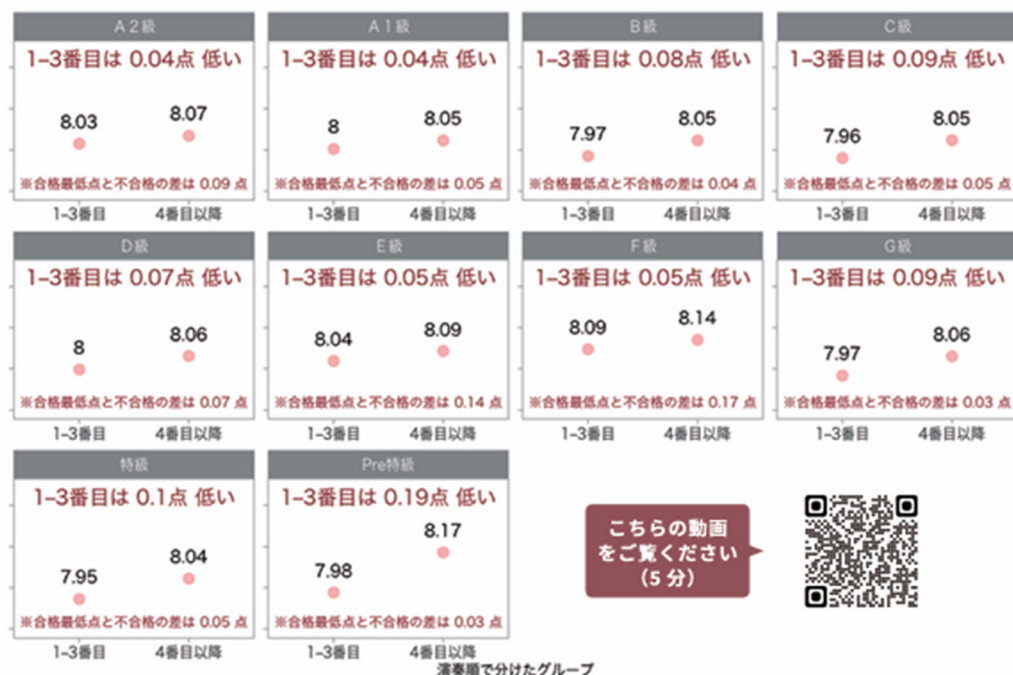 A2級
1–3番目は 0.04点 低い
8.03
8.07
※合格最低点と不合格の差は 0.09 点
1–3番目
4番目以降
A1級
1–3番目は 0.04点 低い
8
8.05
※合格最低点と不合格の差は 0.05 点
1–3番目
4番目以降
B級
1–3番目は 0.08点 低い
7.97
8.05
※合格最低点と不合格の差は 0.04 点
1–3番目
4番目以降
C級
1–3番目は 0.09点 低い
7.96
8.05
※合格最低点と不合格の差は 0.05 点
1–3番目
4番目以降
D級
1–3番目は 0.07点 低い
8
8.06
※合格最低点と不合格の差は 0.07 点
1–3番目
4番目以降
E級
1–3番目は 0.05点 低い
8.04
8.09
※合格最低点と不合格の差は 0.14 点
1–3番目
4番目以降
F級
1–3番目は 0.05点 低い
8.09
8.14
※合格最低点と不合格の差は 0.17 点
1–3番目
4番目以降
G級
1–3番目は 0.09点 低い
7.97
8.06
※合格最低点と不合格の差は 0.03 点
1–3番目
4番目以降
特級
1–3番目は 0.1点 低い
7.95
8.04
※合格最低点と不合格の差は 0.05 点
1–3番目
4番目以降
Pre特級
1–3番目は 0.19点 低い
7.98
8.17
※合格最低点と不合格の差は 0.03 点
1–3番目
4番目以降
こちらの動画
をご覧ください
（5 分）
演奏順で分けたグループ